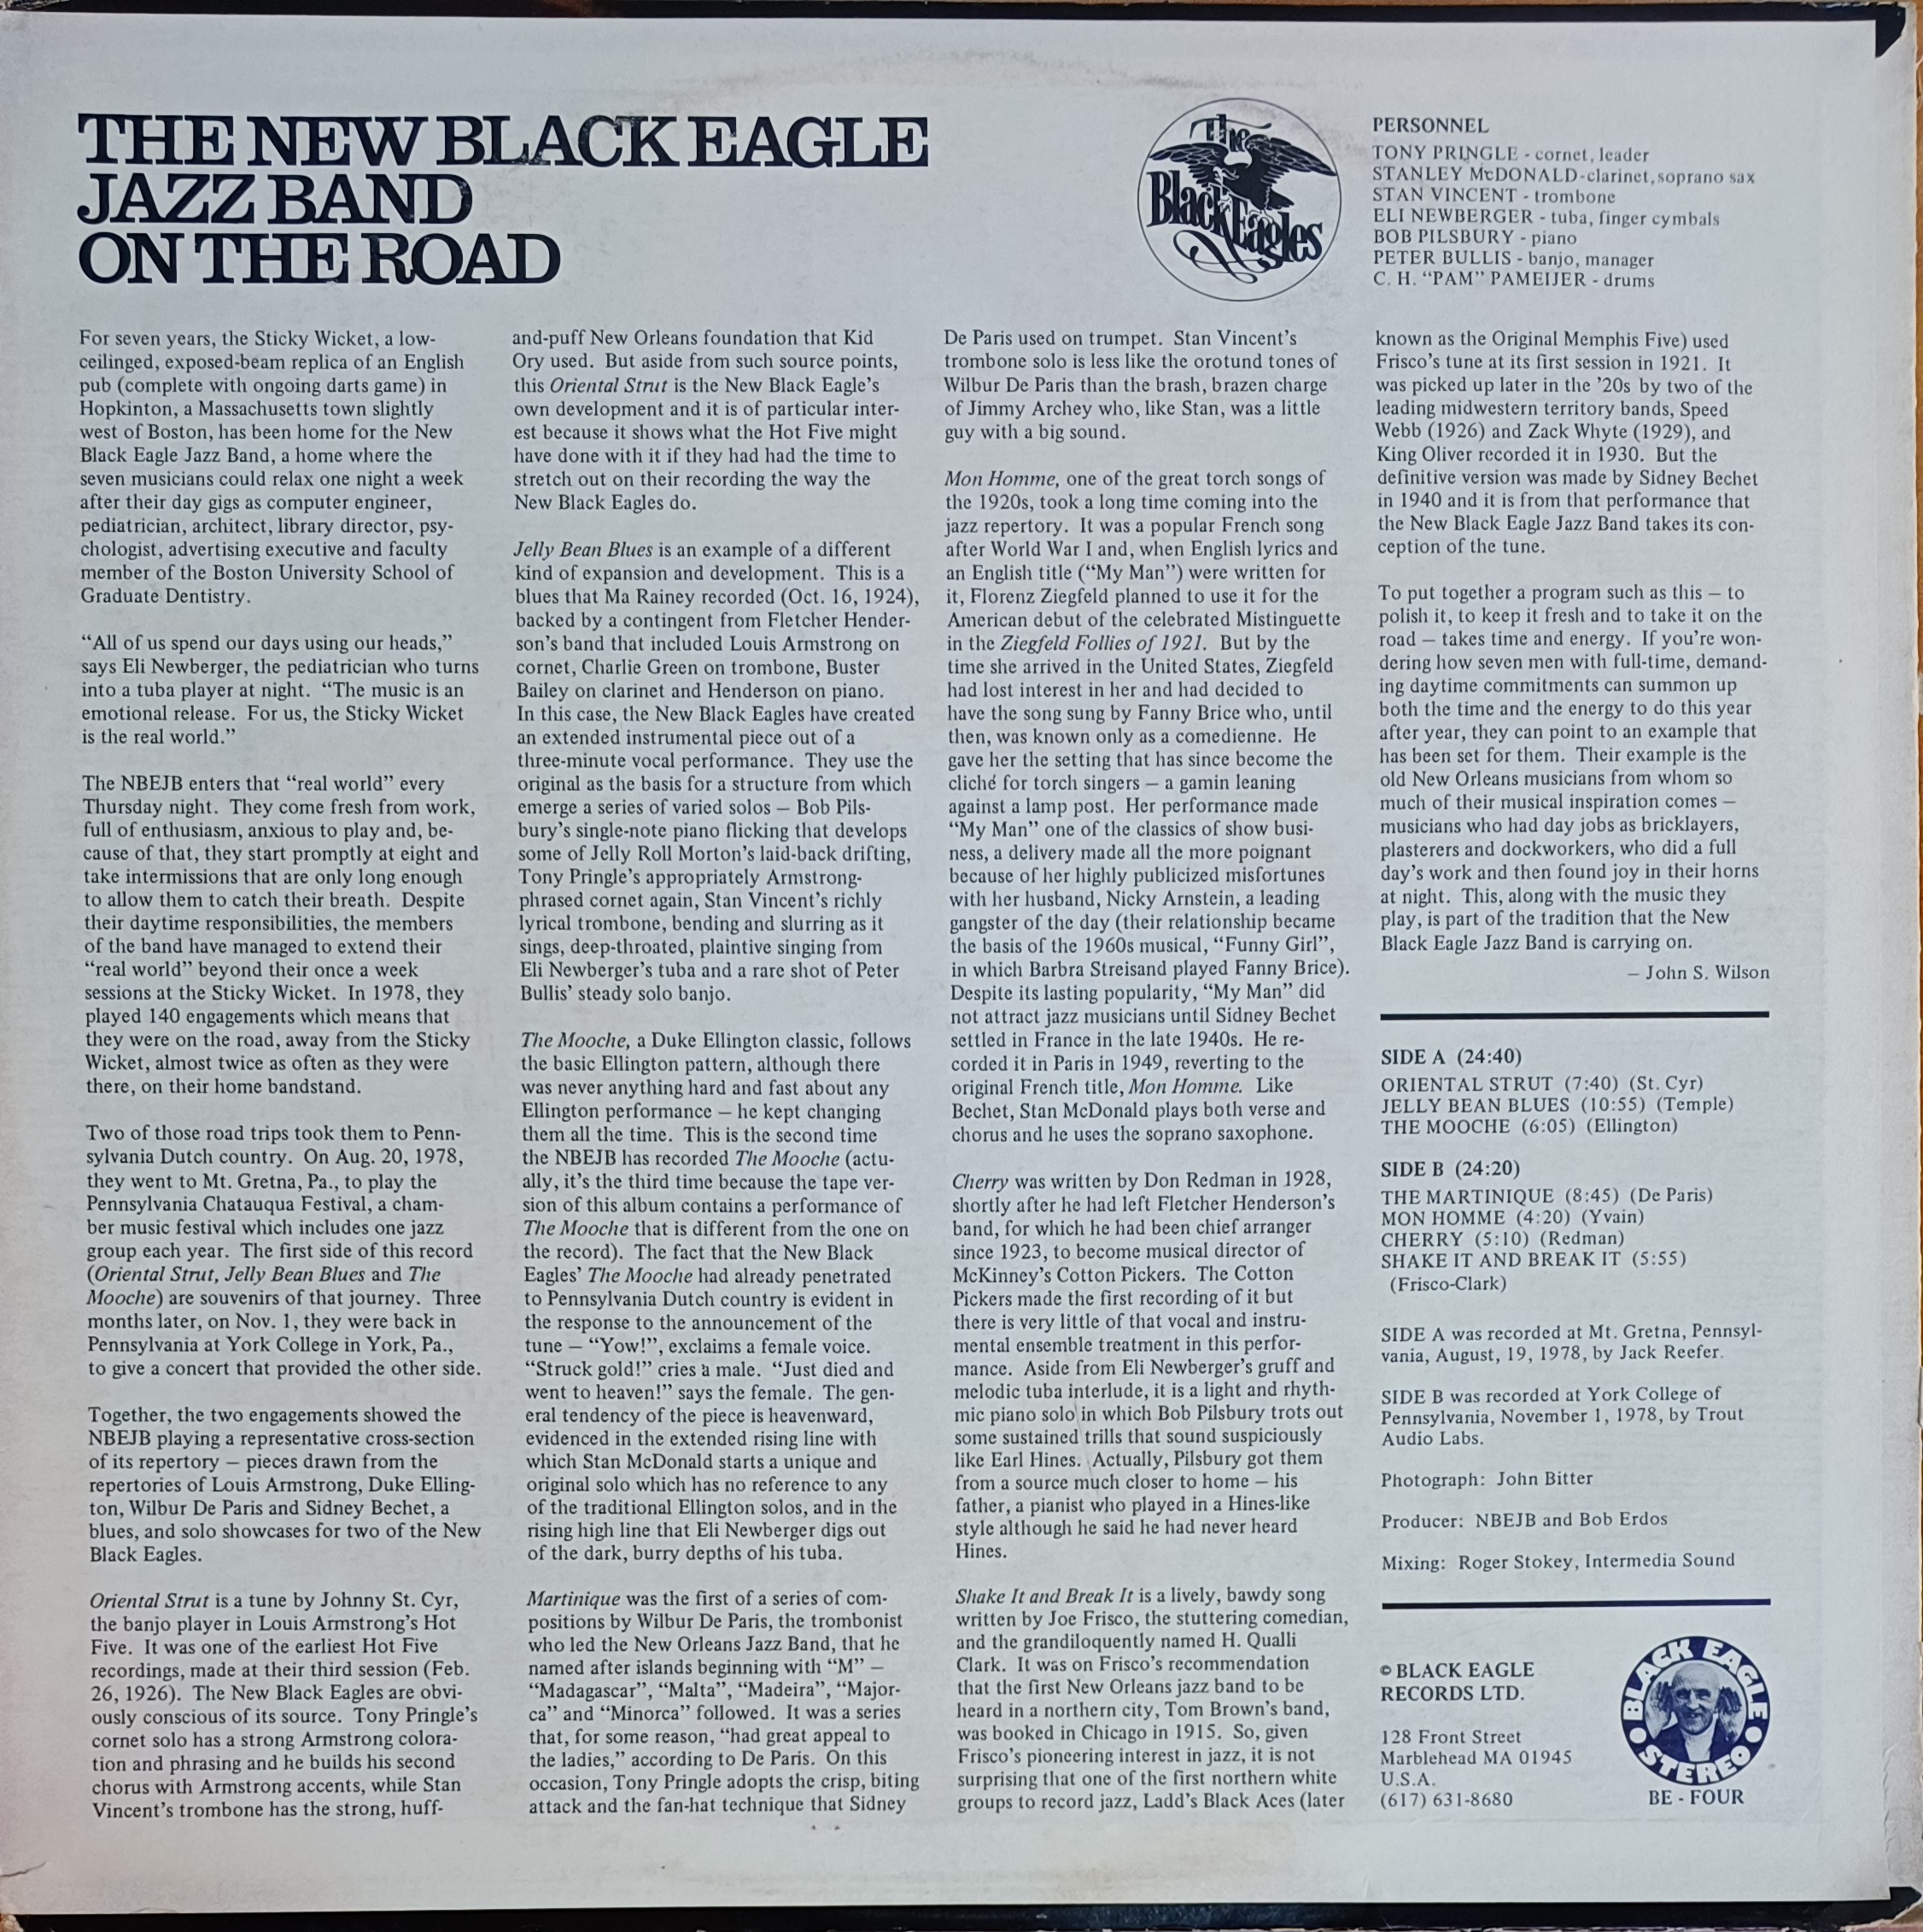 THE NEW BLACK EAGLE
JAZZ BAND
ON THE ROAD
The
Black Eagles
PERSONNEL
TONY PRINGLE - cornet, leader
STANLEY McDONALD-clarinet, soprano sax
STAN VINCENT - trombone
ELI NEWBERGER - tuba, finger cymbals
BOB PILSBURY - piano
PETER BULLIS - banjo, manager
C. H. “PAM” PAMEIJER - drums
For seven years, the Sticky Wicket, a low-
ceilinged, exposed-beam replica of an English
pub (complete with ongoing darts game) in
Hopkinton, a Massachusetts town slightly
west of Boston, has been home for the New
Black Eagle Jazz Band, a home where the
seven musicians could relax one night a week
after their day gigs as computer engineer,
pediatrician, architect, library director, psy-
chologist, advertising executive and faculty
member of the Boston University School of
Graduate Dentistry.
“All of us spend our days using our heads,”
says Eli Newberger, the pediatrician who turns
into a tuba player at night. “The music is an
emotional release. For us, the Sticky Wicket
is the real world.”
The NBEJB enters that “real world” every
Thursday night. They come fresh from work,
full of enthusiasm, anxious to play and, be-
cause of that, they start promptly at eight and
take intermissions that are only long enough
to allow them to catch their breath. Despite
their daytime responsibilities, the members
of the band have managed to extend their
“real world” beyond their once a week
sessions at the Sticky Wicket. In 1978, they
played 140 engagements which means that
they were on the road, away from the Sticky
Wicket, almost twice as often as they were
there, on their home bandstand.
Two of those road trips took them to Penn-
sylvania Dutch country. On Aug. 20, 1978,
they went to Mt. Gretna, Pa., to play the
Pennsylvania Chatauqua Festival, a cham-
ber music festival which includes one jazz
group each year. The first side of this record
(Oriental Strut, Jelly Bean Blues and The
Mooche) are souvenirs of that journey. Three
months later, on Nov. 1, they were back in
Pennsylvania at York College in York, Pa.,
to give a concert that provided the other side.
Together, the two engagements showed the
NBEJB playing a representative cross-section
of its repertory — pieces drawn from the
repertories of Louis Armstrong, Duke Elling-
ton, Wilbur De Paris and Sidney Bechet, a
blues, and solo showcases for two of the New
Black Eagles.
Oriental Strut is a tune by Johnny St. Cyr,
the banjo player in Louis Armstrong’s Hot
Five. It was one of the earliest Hot Five
recordings, made at their third session (Feb.
26, 1926). The New Black Eagles are obvi-
ously conscious of its source. Tony Pringle’s
cornet solo has a strong Armstrong colora-
tion and phrasing and he builds his second
chorus with Armstrong accents, while Stan
Vincent’s trombone has the strong, huff-
and-puff New Orleans foundation that Kid
Ory used. But aside from such source points,
this Oriental Strut is the New Black Eagle’s
own development and it is of particular inter-
est because it shows what the Hot Five might
have done with it if they had had the time to
stretch out on their recording the way the
New Black Eagles do.
Jelly Bean Blues is an example of a different
kind of expansion and development. This is a
blues that Ma Rainey recorded (Oct. 16, 1924),
backed by a contingent from Fletcher Hender-
son’s band that included Louis Armstrong on
cornet, Charlie Green on trombone, Buster
Bailey on clarinet and Henderson on piano.
In this case, the New Black Eagles have created
an extended instrumental piece out of a
three-minute vocal performance. They use the
original as the basis for a structure from which
emerge a series of varied solos — Bob Pils-
bury’s single-note piano flicking that develops
some of Jelly Roll Morton’s laid-back drifting,
Tony Pringle’s appropriately Armstrong-
phrased cornet again, Stan Vincent’s richly
lyrical trombone, bending and slurring as it
sings, deep-throated, plaintive singing from
Eli Newberger’s tuba and a rare shot of Peter
Bullis’ steady solo banjo.
The Mooche, a Duke Ellington classic, follows
the basic Ellington pattern, although there
was never anything hard and fast about any
Ellington performance — he kept changing
them all the time. This is the second time
the NBEJB has recorded The Mooche (actu-
ally, it’s the third time because the tape ver-
sion of this album contains a performance of
The Mooche that is different from the one on
the record). The fact that the New Black
Eagles’ The Mooche had already penetrated
to Pennsylvania Dutch country is evident in
the response to the announcement of the
tune — “Yow!”, exclaims a female voice.
“Struck gold!” cries a male. “Just died and
went to heaven!” says the female. The gen-
eral tendency of the piece is heavenward,
evidenced in the extended rising line with
which Stan McDonald starts a unique and
original solo which has no reference to any
of the traditional Ellington solos, and in the
rising high line that Eli Newberger digs out
of the dark, burry depths of his tuba.
Martinique was the first of a series of com-
positions by Wilbur De Paris, the trombonist
who led the New Orleans Jazz Band, that he
named after islands beginning with “M” —
“Madagascar”, “Malta”, “Madeira”, “Major-
ca” and “Minorca” followed. It was a series
that, for some reason, “had great appeal to
the ladies,” according to De Paris. On this
occasion, Tony Pringle adopts the crisp, biting
attack and the fan-hat technique that Sidney
De Paris used on trumpet. Stan Vincent’s
trombone solo is less like the orotund tones of
Wilbur De Paris than the brash, brazen charge
of Jimmy Archey who, like Stan, was a little
guy with a big sound.
Mon Homme, one of the great torch songs of
the 1920s, took a long time coming into the
jazz repertory. It was a popular French song
after World War I and, when English lyrics and
an English title (“My Man”) were written for
it, Florenz Ziegfeld planned to use it for the
American debut of the celebrated Mistinguette
in the Ziegfeld Follies of 1921. But by the
time she arrived in the United States, Ziegfeld
had lost interest in her and had decided to
have the song sung by Fanny Brice who, until
then, was known only as a comedienne. He
gave her the setting that has since become the
cliché for torch singers — a gamin leaning
against a lamp post. Her performance made
“My Man” one of the classics of show busi-
ness, a delivery made all the more poignant
because of her highly publicized misfortunes
with her husband, Nicky Arnstein, a leading
gangster of the day (their relationship became
the basis of the 1960s musical, “Funny Girl”,
in which Barbra Streisand played Fanny Brice).
Despite its lasting popularity, “My Man” did
not attract jazz musicians until Sidney Bechet
settled in France in the late 1940s. He re-
corded it in Paris in 1949, reverting to the
original French title, Mon Homme. Like
Bechet, Stan McDonald plays both verse and
chorus and he uses the soprano saxophone.
Cherry was written by Don Redman in 1928,
shortly after he had left Fletcher Henderson’s
band, for which he had been chief arranger
since 1923, to become musical director of
McKinney’s Cotton Pickers. The Cotton
Pickers made the first recording of it but
there is very little of that vocal and instru-
mental ensemble treatment in this perfor-
mance. Aside from Eli Newberger’s gruff and
melodic tuba interlude, it is a light and rhyth-
mic piano solo in which Bob Pilsbury trots out
some sustained trills that sound suspiciously
like Earl Hines. Actually, Pilsbury got them
from a source much closer to home — his
father, a pianist who played in a Hines-like
style although he said he had never heard
Hines.
Shake It and Break It is a lively, bawdy song
written by Joe Frisco, the stuttering comedian,
and the grandiloquently named H. Qualli
Clark. It was on Frisco’s recommendation
that the first New Orleans jazz band to be
heard in a northern city, Tom Brown’s band,
was booked in Chicago in 1915. So, given
Frisco’s pioneering interest in jazz, it is not
surprising that one of the first northern white
groups to record jazz, Ladd’s Black Aces (later
known as the Original Memphis Five) used
Frisco’s tune at its first session in 1921. It
was picked up later in the ’20s by two of the
leading midwestern territory bands, Speed
Webb (1926) and Zack Whyte (1929), and
King Oliver recorded it in 1930. But the
definitive version was made by Sidney Bechet
in 1940 and it is from that performance that
the New Black Eagle Jazz Band takes its con-
ception of the tune.
To put together a program such as this — to
polish it, to keep it fresh and to take it on the
road — takes time and energy. If you’re won-
dering how seven men with full-time, demand-
ing daytime commitments can summon up
both the time and the energy to do this year
after year, they can point to an example that
has been set for them. Their example is the
old New Orleans musicians from whom so
much of their musical inspiration comes —
musicians who had day jobs as bricklayers,
plasterers and dockworkers, who did a full
day’s work and then found joy in their horns
at night. This, along with the music they
play, is part of the tradition that the New
Black Eagle Jazz Band is carrying on.
— John S. Wilson
SIDE A (24:40)
ORIENTAL STRUT (7:40) (St. Cyr)
JELLY BEAN BLUES (10:55) (Temple)
THE MOOCHE (6:05) (Ellington)
SIDE B (24:20)
THE MARTINIQUE (8:45) (De Paris)
MON HOMME (4:20) (Yvain)
CHERRY (5:10) (Redman)
SHAKE IT AND BREAK IT (5:55)
(Frisco-Clark)
SIDE A was recorded at Mt. Gretna, Pennsyl-
vania, August, 19, 1978, by Jack Reefer.
SIDE B was recorded at York College of
Pennsylvania, November 1, 1978, by Trout
Audio Labs.
Photograph: John Bitter
Producer: NBEJB and Bob Erdos
Mixing: Roger Stokey, Intermedia Sound
© BLACK EAGLE
RECORDS LTD.
128 Front Street
Marblehead MA 01945
U.S.A.
(617) 631-8680
BLACK EAGLE
STEREO
BE - FOUR